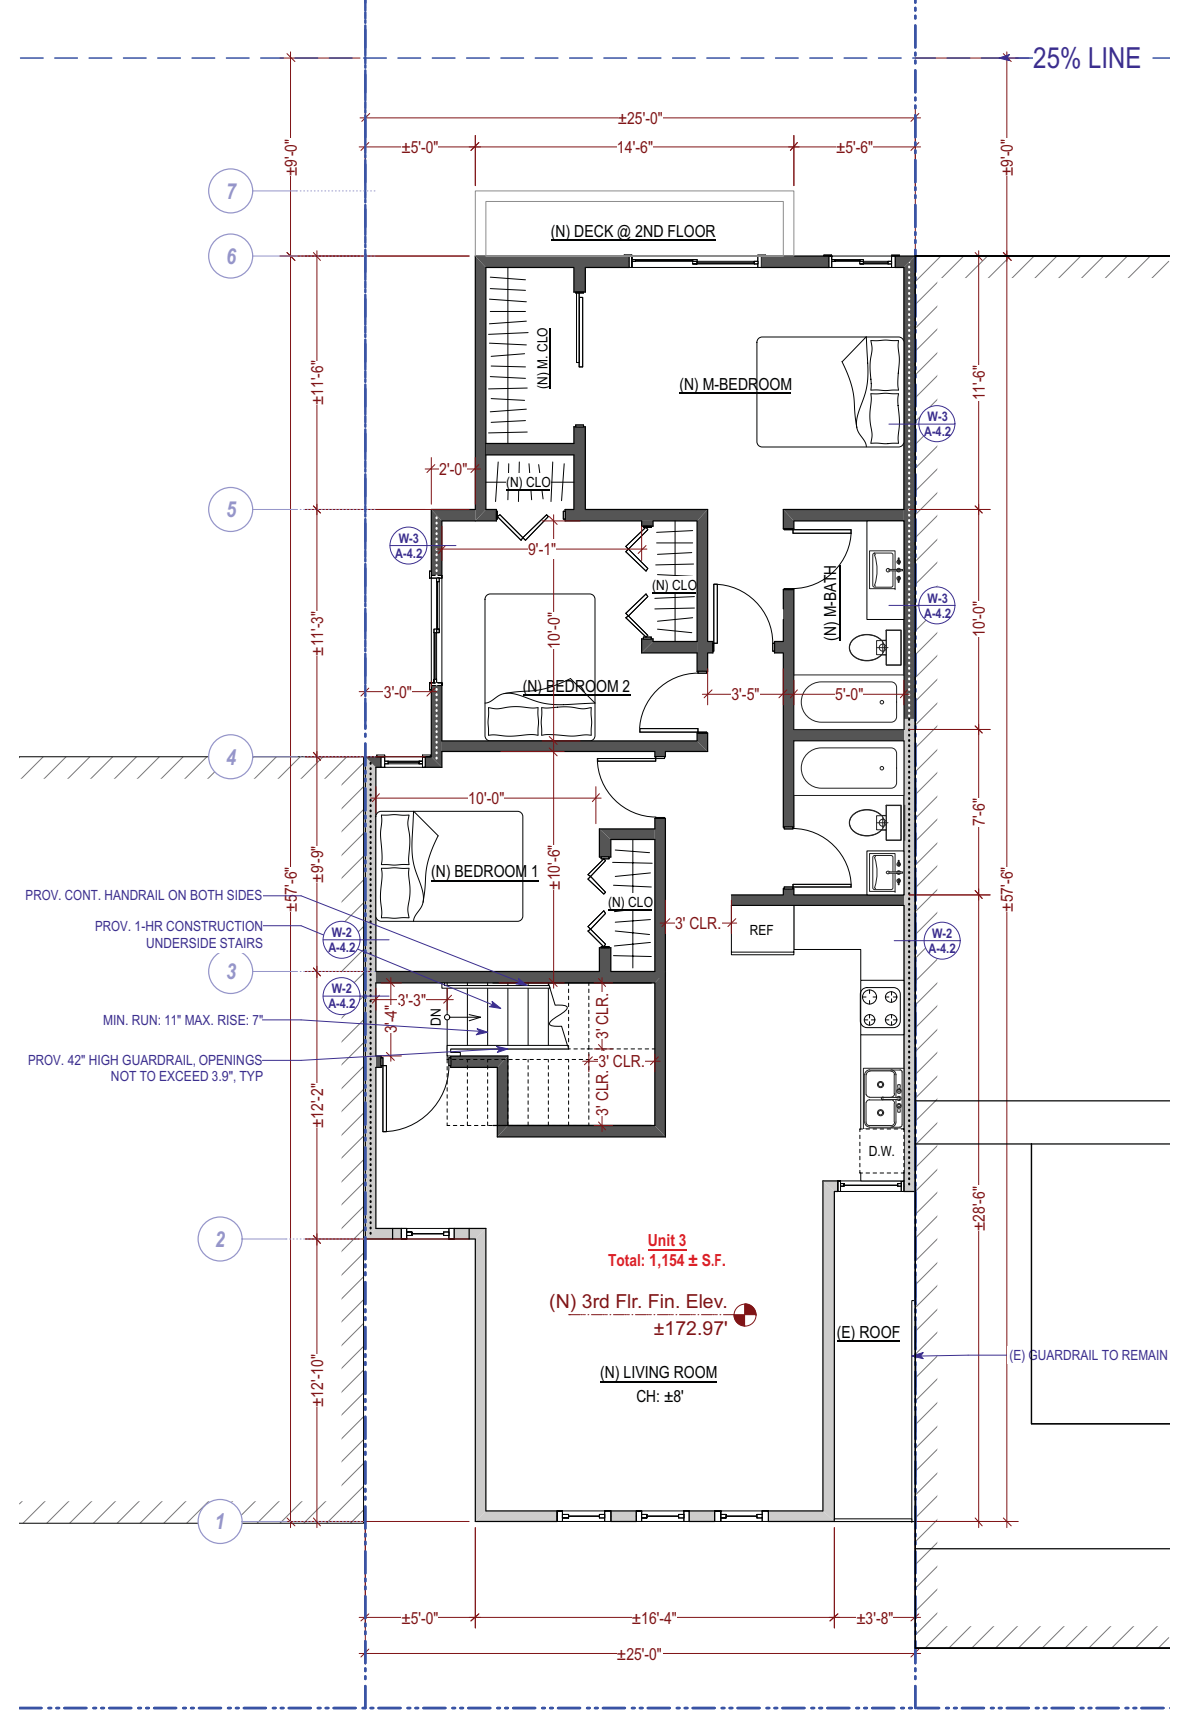 25% LINE
±25'-0"
±5'-0"
14'-6"
±5'-6"
±9'-0"
±9'-0"
7
(N) DECK @ 2ND FLOOR
6
(N) M. CLO
±11'-6"
(N) M-BEDROOM
11'-6"
W-3
A-4.2
2'-0"
(N) CLO
5
W-3
A-4.2
9'-1"
(N) CLO
(N) M-BATH
W-3
A-4.2
10'-0"
±11'-3"
10'-0"
(N) BEDROOM 2
3'-0"
3'-5"
5'-0"
4
10'-0"
7'-6"
±57'-6"
±9'-9"
±10'-6"
(N) BEDROOM 1
±57'-6"
PROV. CONT. HANDRAIL ON BOTH SIDES
(N) CLO
3' CLR.
REF
PROV. 1-HR CONSTRUCTION
UNDERSIDE STAIRS
W-2
A-4.2
W-2
A-4.2
3
W-2
A-4.2
3'-3"
3'-4"
DN
3' CLR.
MIN. RUN: 11" MAX. RISE: 7"
PROV. 42" HIGH GUARDRAIL, OPENINGS
NOT TO EXCEED 3.9", TYP
3' CLR.
3' CLR.
±12'-2"
D.W.
±28'-6"
2
Unit 3
Total: 1,154 ± S.F.
(N) 3rd Flr. Fin. Elev.
±172.97'
(E) ROOF
(E) GUARDRAIL TO REMAIN
(N) LIVING ROOM
CH: ±8'
±12'-10"
1
±5'-0"
±16'-4"
±3'-8"
±25'-0"